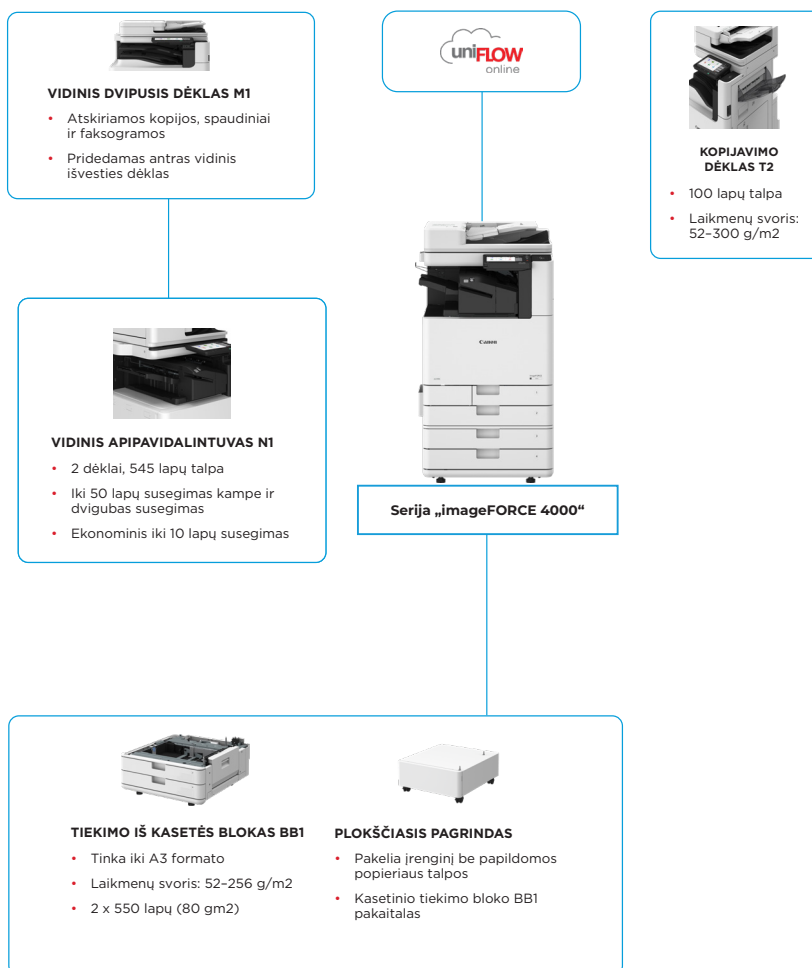 VIDINIS DVIPUSIS DĖKLAS M1
• Atskiriamos kopijos, spaudiniai
ir faksogramos
• Pridedamas antras vidinis
išvesties dėklas
uniFLOW
online
KOPIJAVIMO
DĖKLAS T2
• 100 lapų talpa
• Laikmenų svoris:
52–300 g/m2
VIDINIS APIPAVIDALINTUVAS N1
• 2 dėklai, 545 lapų talpa
• Iki 50 lapų susegimas kampe ir
dvigubas susegimas
• Ekonominis iki 10 lapų susegimas
Canon
Serija „imageFORCE 4000“
TIEKIMO IŠ KASETĖS BLOKAS BB1
• Tinka iki A3 formato
• Laikmenų svoris: 52–256 g/m2
• 2 x 550 lapų (80 gm2)
PLOKŠČIASIS PAGRINDAS
• Pakelia įrenginį be papildomos
popieriaus talpos
• Kasetinio tiekimo bloko BB1
pakaitalas